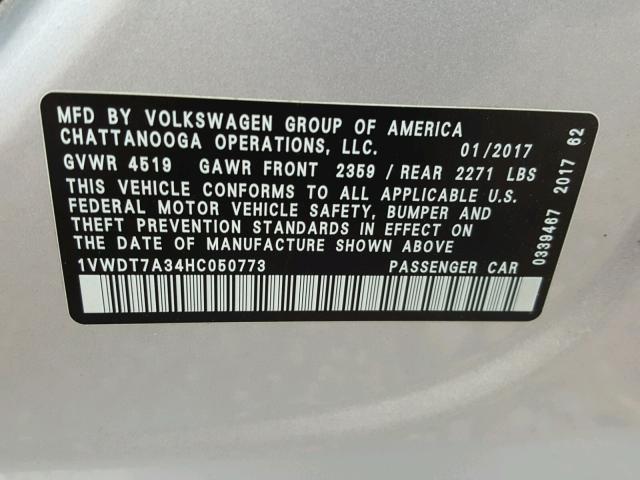 MFD BY VOLKSWAGEN GROUP OF AMERICA
CHATTANOOGA OPERATIONS, LLC. 01/2017
GVWR 4519 GAWR FRONT 2359 / REAR 2271 LBS
THIS VEHICLE CONFORMS TO ALL APPLICABLE U.S.
FEDERAL MOTOR VEHICLE SAFETY, BUMPER AND
THEFT PREVENTION STANDARDS IN EFFECT ON
THE DATE OF MANUFACTURE SHOWN ABOVE
1VWDT7A34HC050773 PASSENGER CAR
0339467 2017 62